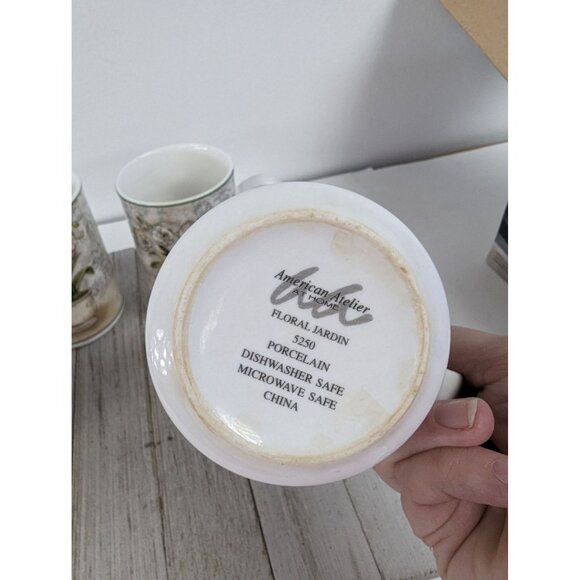 American Atelier
AT HOME
FLORAL JARDIN
5250
PORCELAIN
DISHWASHER SAFE
MICROWAVE SAFE
CHINA